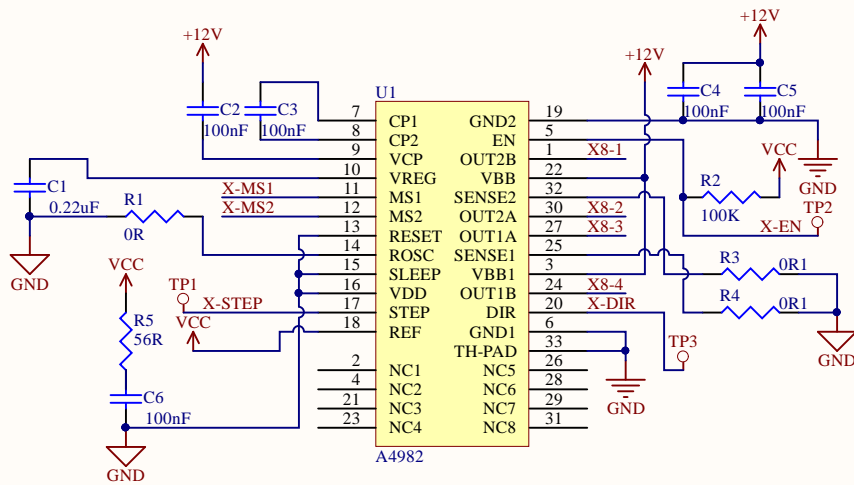 +12V
+12V
+12V
U1
C2
100nF
C3
100nF
C4
100nF
C5
100nF
7 CP1 GND2 19
8 CP2 EN 5
9 VCP OUT2B 1 X8-1
10 VREG VBB 22
X-MS1 11 MS1 SENSE2 32
X-MS2 12 MS2 OUT2A 30 X8-2
13 RESET OUT1A 27 X8-3
14 ROSC SENSE1 25
15 SLEEP VBB1 3
16 VDD OUT1B 24 X8-4
X-STEP 17 STEP DIR 20 X-DIR
18 REF GND1 6
TH-PAD 33
2 NC1 NC5 26
4 NC2 NC6 28
21 NC3 NC7 29
23 NC4 NC8 31
A4982
C1
0.22uF
R1
0R
GND
VCC
TP1
VCC
R5
56R
C6
100nF
GND
GND
VCC
R2
100K
TP2
X-EN
R3 0R1
R4 0R1
GND
TP3
GND